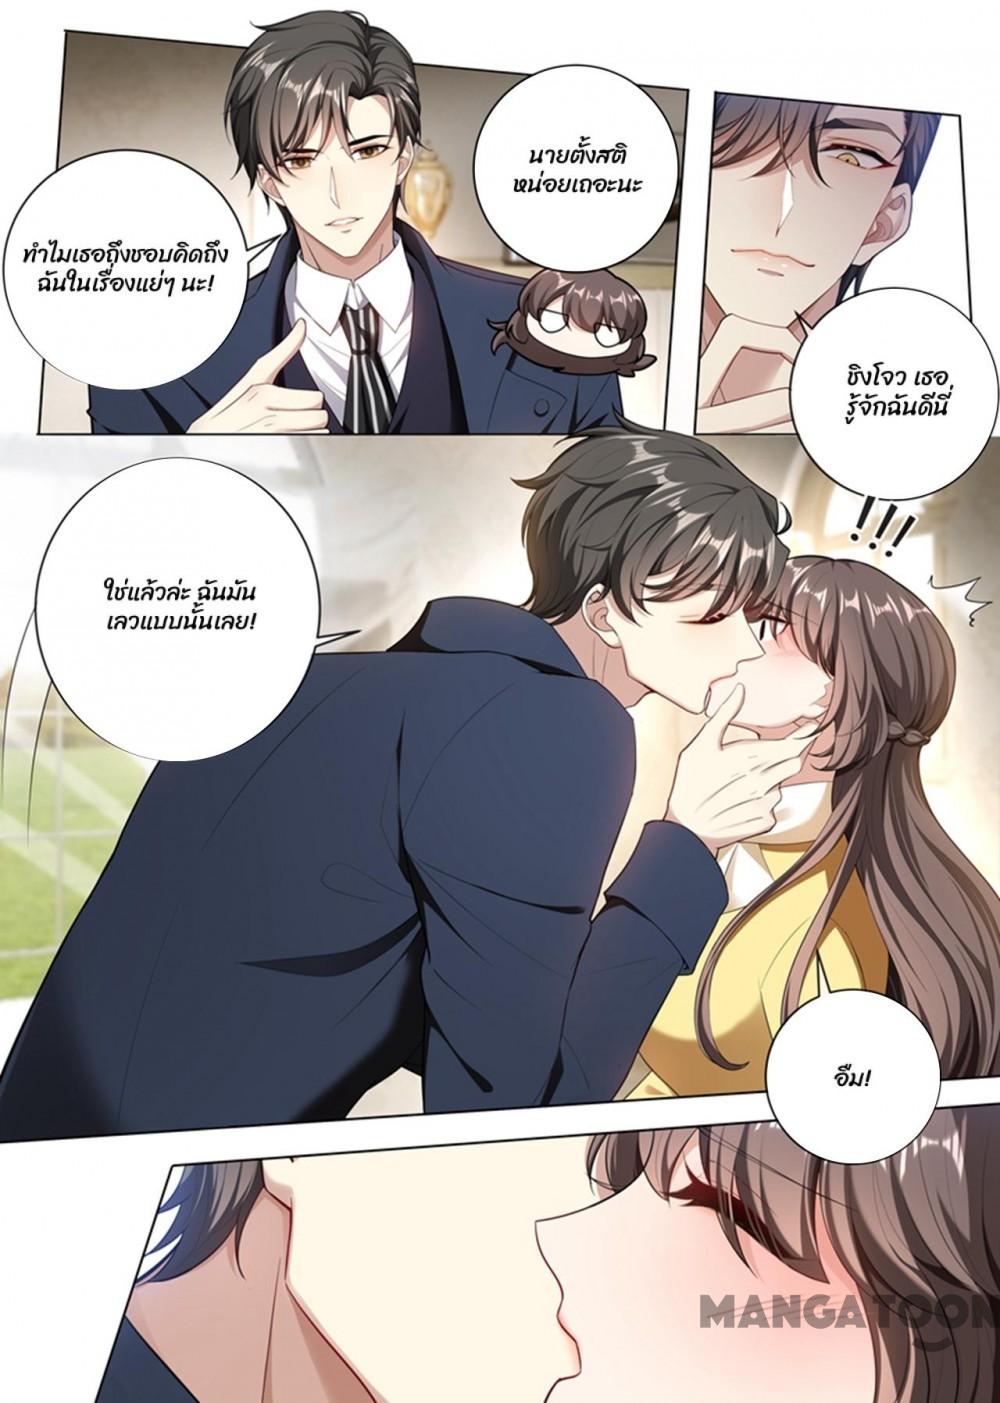 ทำไมเธอถึงชอบคิดถึง
ฉันในเรื่องแย่ๆ นะ!
นายตั้งสติ
หน่อยเถอะนะ
ชิงโจว เธอ
รู้จักฉันดีนี่
!!!
ใช่แล้วล่ะ ฉันมัน
เลวแบบนั้นเลย!
อืม!
MANGATOON